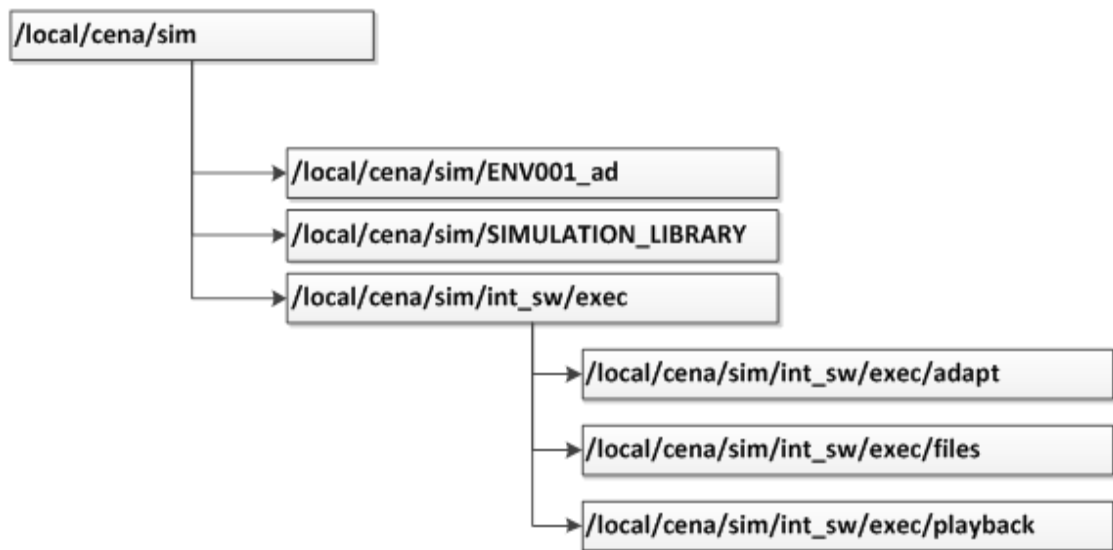 /local/cena/sim
/local/cena/sim/ENV001_ad
/local/cena/sim/SIMULATION_LIBRARY
/local/cena/sim/int_sw/exec
/local/cena/sim/int_sw/exec/adapt
/local/cena/sim/int_sw/exec/files
/local/cena/sim/int_sw/exec/playback